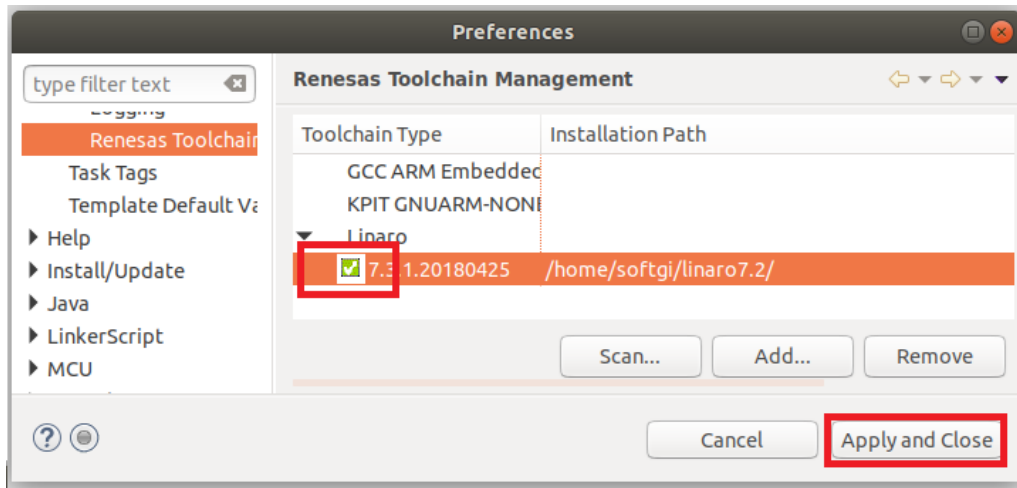 Preferences
type filter text
Renesas Toolchain Management
Logging
Renesas Toolchain
Task Tags
Template Default Va
Help
Install/Update
Java
LinkerScript
MCU
Toolchain Type Installation Path
GCC ARM Embedded
KPIT GNUARM-NONE
Linaro
7.3.1.20180425 /home/softgi/linaro7.2/
Scan... Add... Remove
Cancel Apply and Close